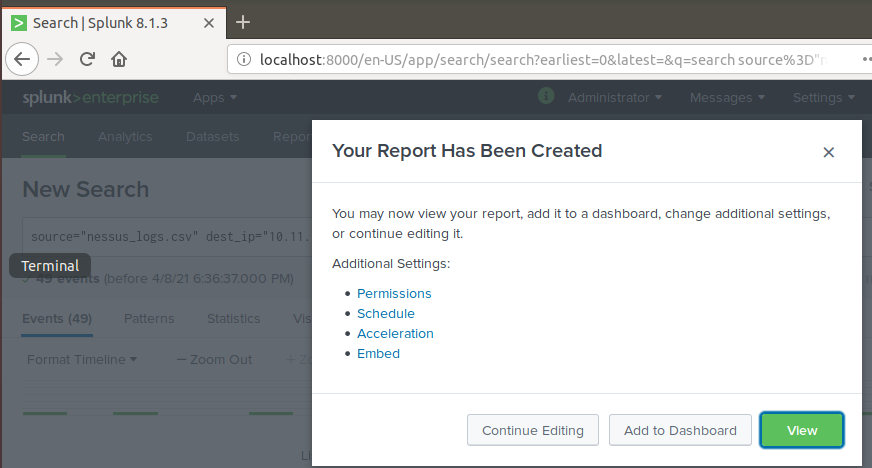 Search | Splunk 8.1.3
localhost:8000/en-US/app/search/search?earliest=0&latest=&q=search source%3D"n
splunk>enterprise Apps Administrator Messages Settings
Search Analytics Datasets Repor
Your Report Has Been Created
New Search
You may now view your report, add it to a dashboard, change additional settings,
or continue editing it.
source="nessus_logs.csv" dest_ip="10.11.
Terminal
49 events (before 4/8/21 6:36:37.000 PM)
Additional Settings:
Permissions
Schedule
Acceleration
Embed
Events (49) Patterns Statistics Vis
Format Timeline – Zoom Out + Zo
Continue Editing Add to Dashboard View
Li